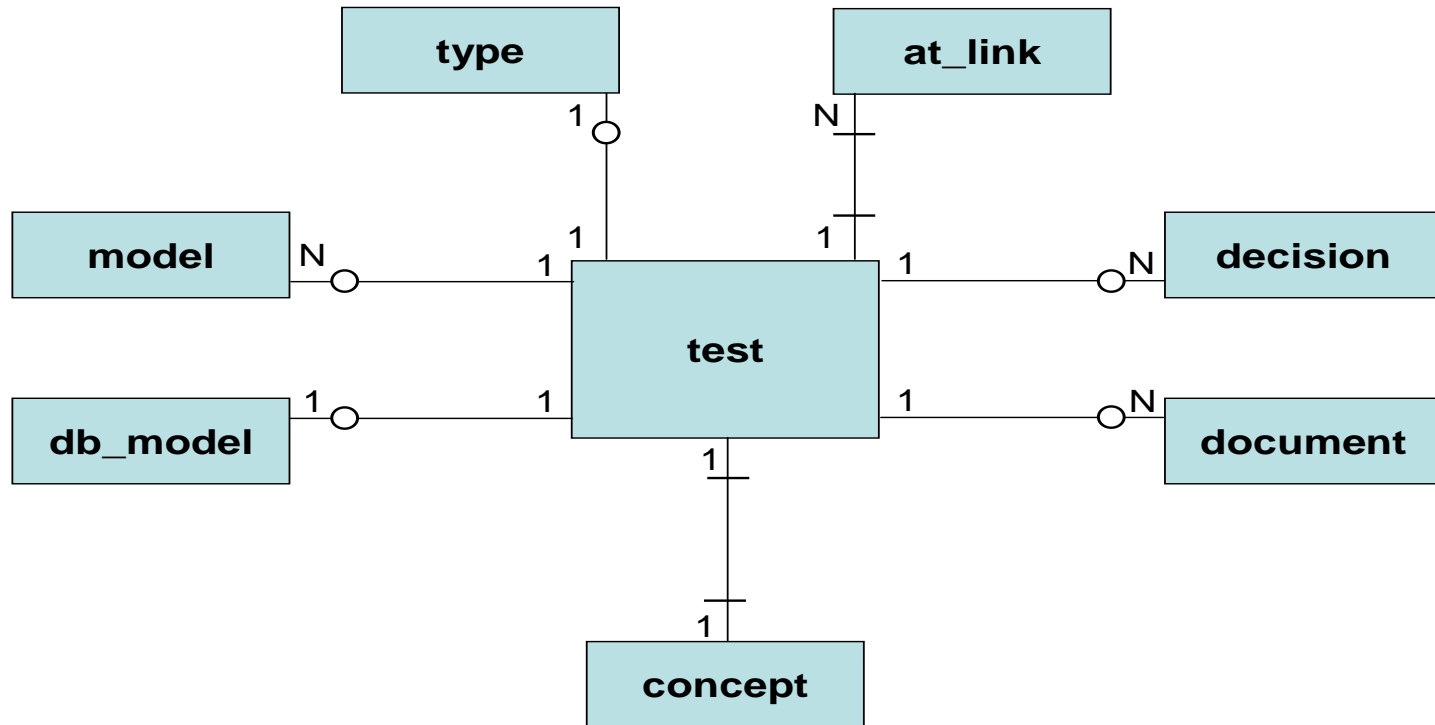 type
at_link
1
N
1
1
model
N
1
1
N
decision
test
db_model
1
1
1
N
document
1
1
concept